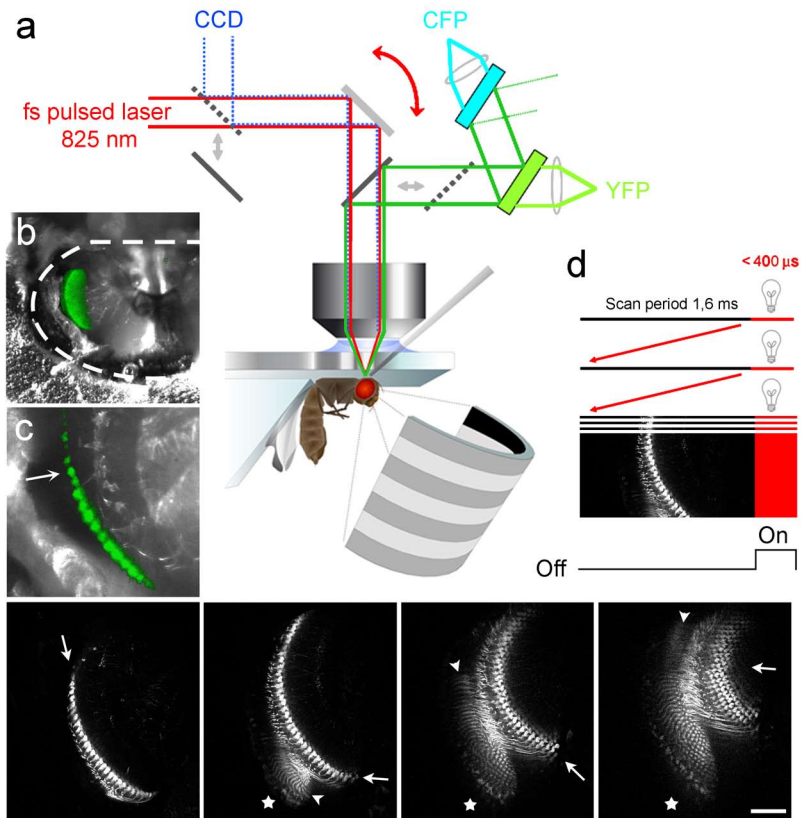 a
CCD
CFP
fs pulsed laser
825 nm
YFP
b
c
d
<400 µs
Scan period 1,6 ms
On
Off